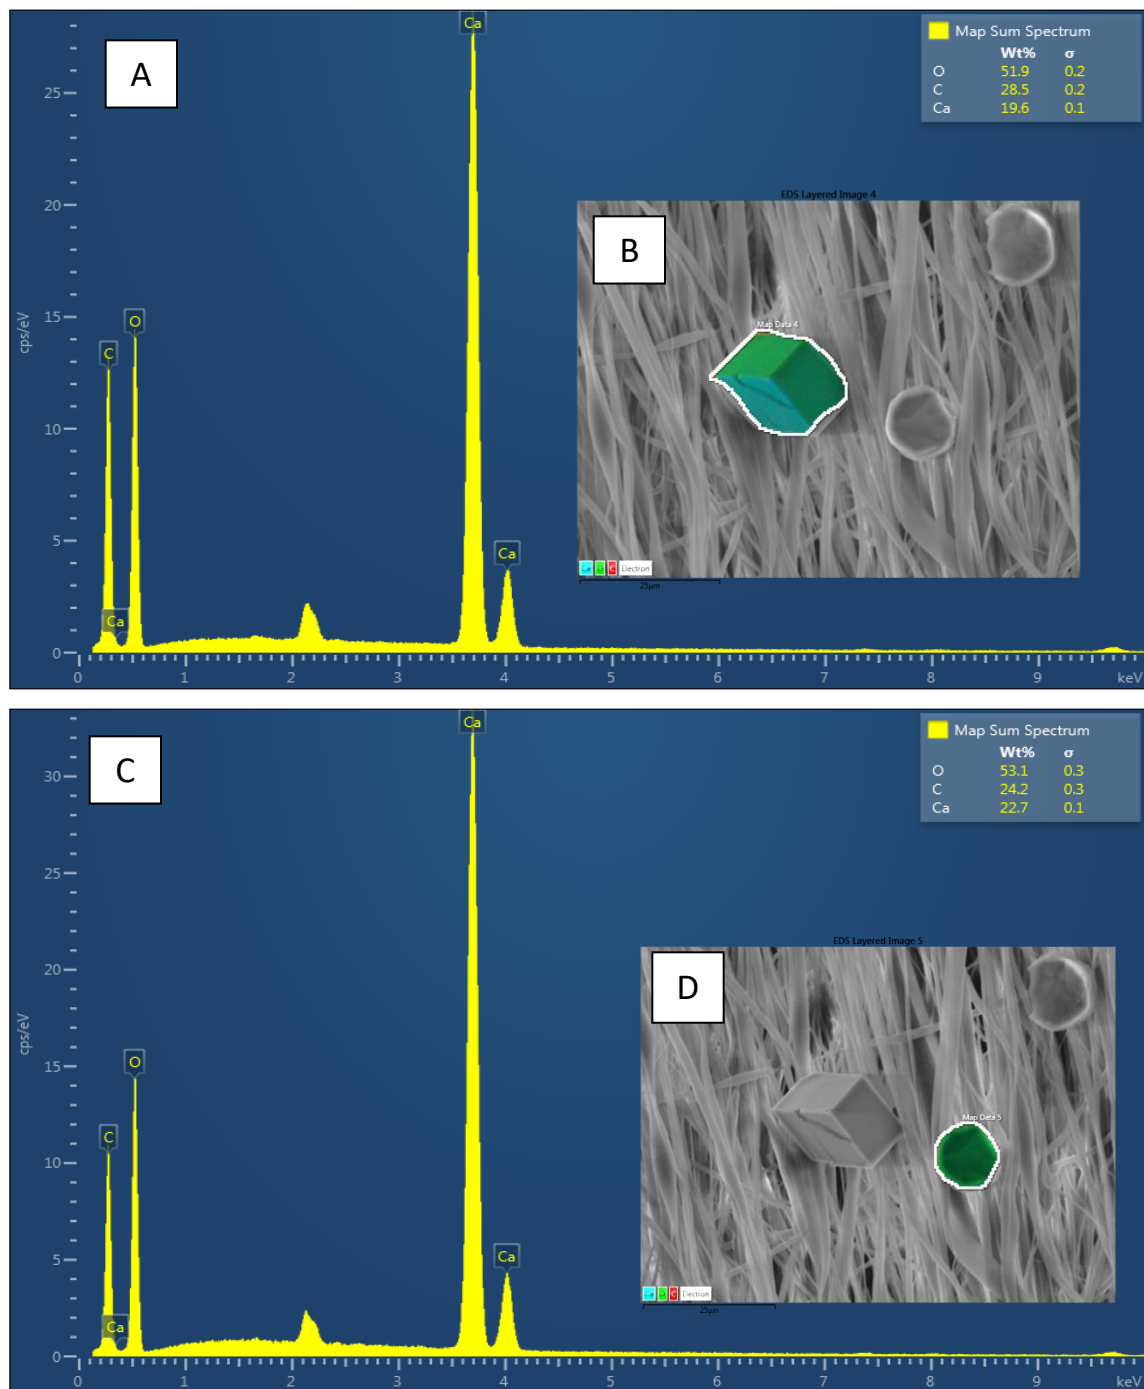 A
Ca
Map Sum Spectrum
Wt% σ
O 51.9 0.2
C 28.5 0.2
Ca 19.6 0.1
25
20
15
10
5
0
cps/eV
C
O
Ca
Ca
EDS Layered Image 4
B
Map Data 4
Ca O C Electron
25μm
0 1 2 3 4 5 6 7 8 9 keV
C
Ca
Map Sum Spectrum
Wt% σ
O 53.1 0.3
C 24.2 0.3
Ca 22.7 0.1
30
25
20
15
10
5
0
cps/eV
C
O
Ca
Ca
EDS Layered Image 5
D
Map Data 5
Ca O C Electron
25μm
0 1 2 3 4 5 6 7 8 9 keV